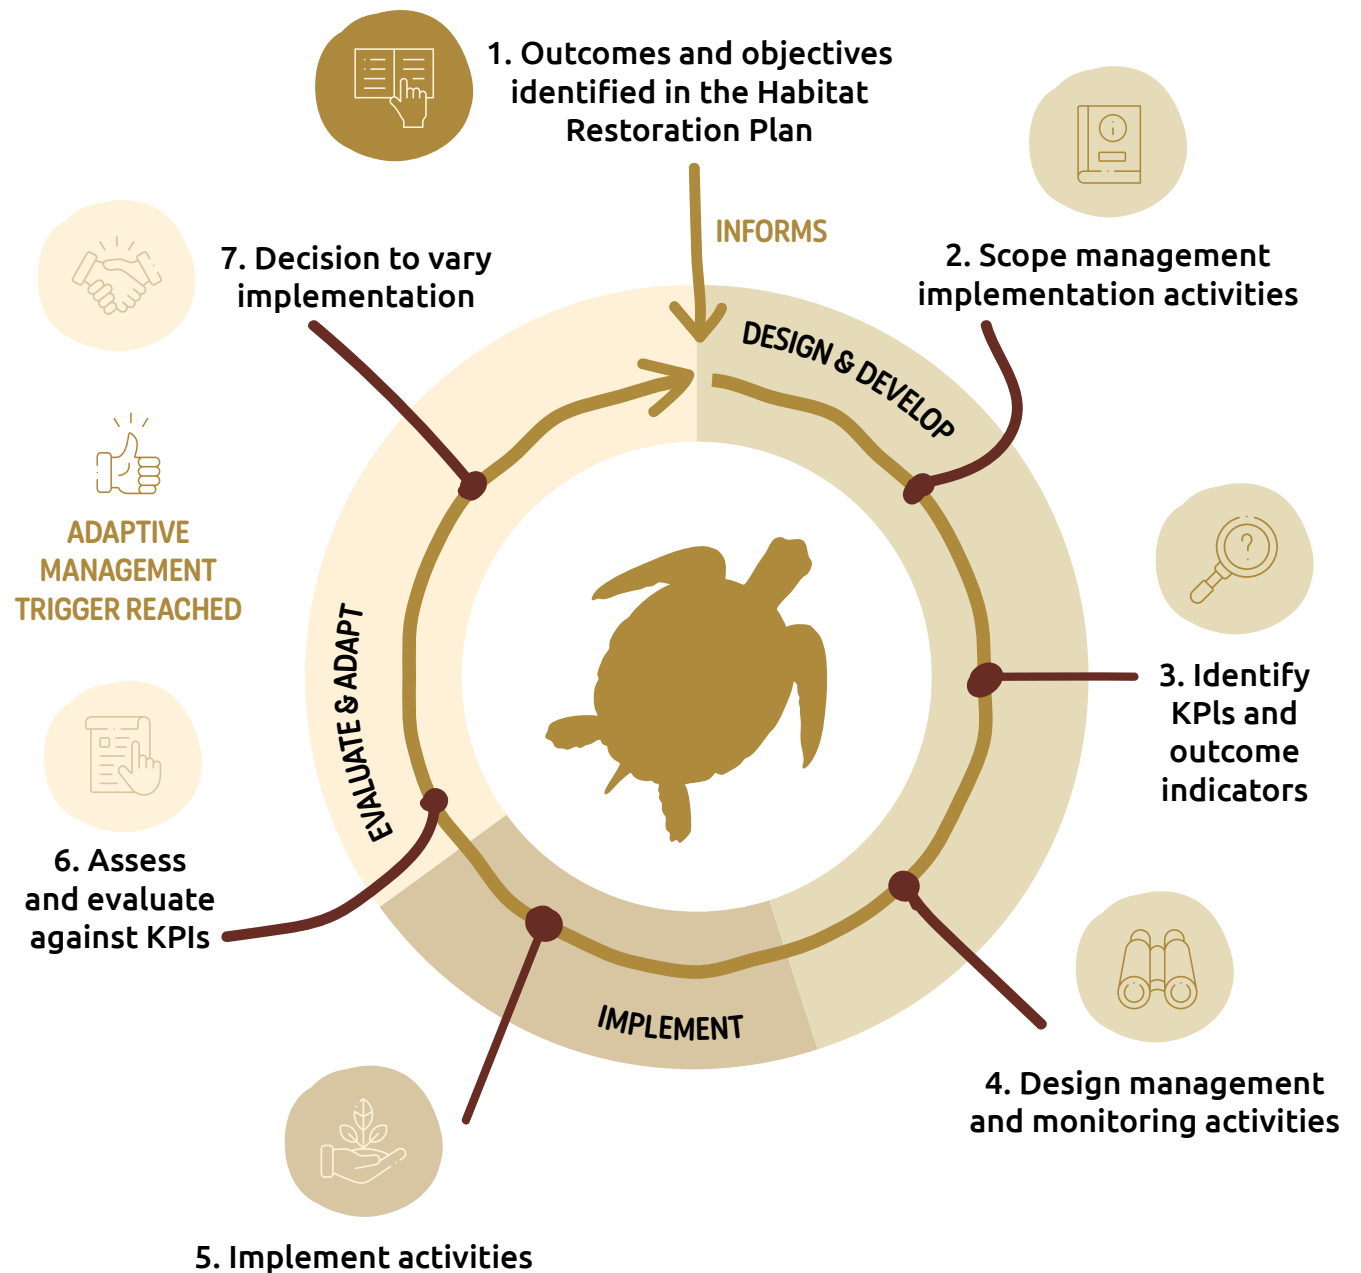 1. Outcomes and objectives
identified in the Habitat
Restoration Plan
INFORMS
2. Scope management
implementation activities
DESIGN & DEVELOP
3. Identify
KPls and
outcome
indicators
4. Design management
and monitoring activities
IMPLEMENT
5. Implement activities
6. Assess
and evaluate
against KPIs
EVALUATE & ADAPT
ADAPTIVE
MANAGEMENT
TRIGGER REACHED
7. Decision to vary
implementation